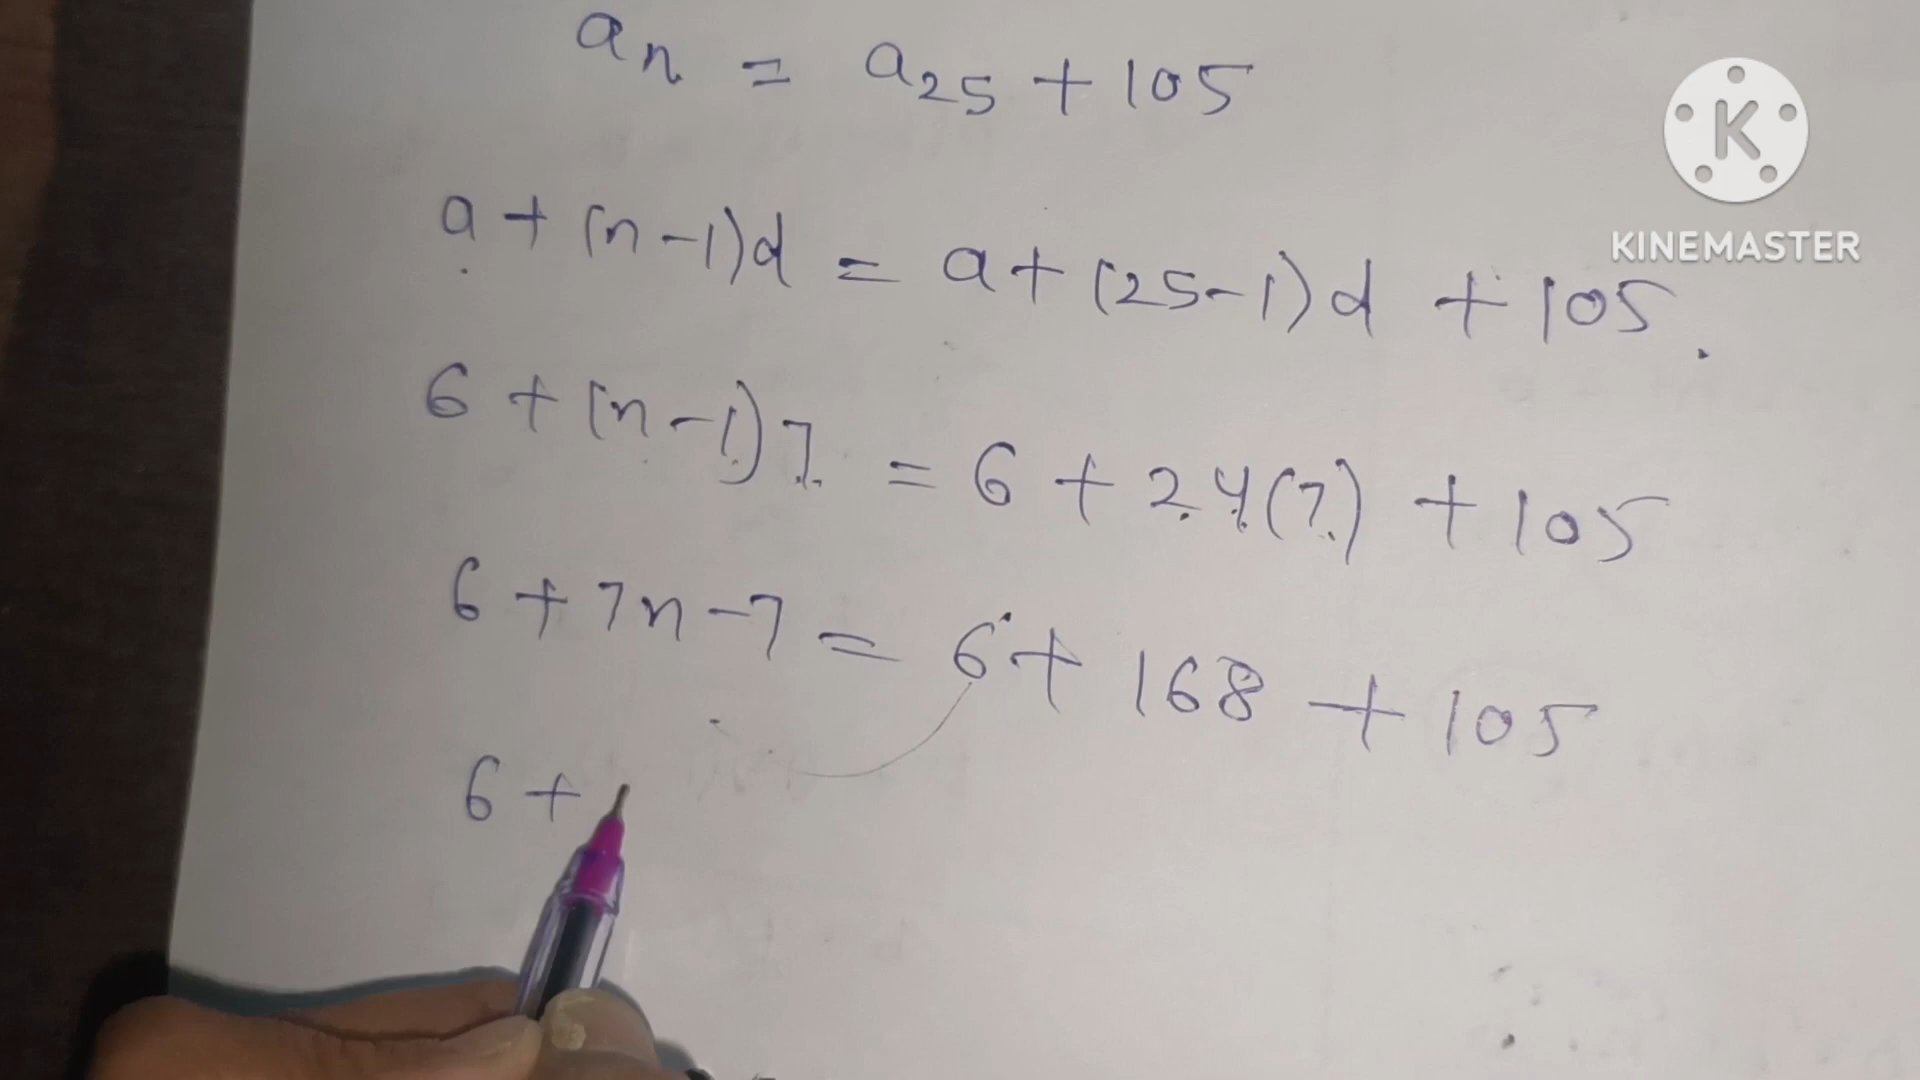 aₙ = a₂₅ + 105
K
KINEMASTER
a + (n-1)d = a + (25-1)d + 105.
6 + (n-1)7 = 6 + 24(7) + 105
6 + 7n - 7 = 6 + 168 + 105
6 +